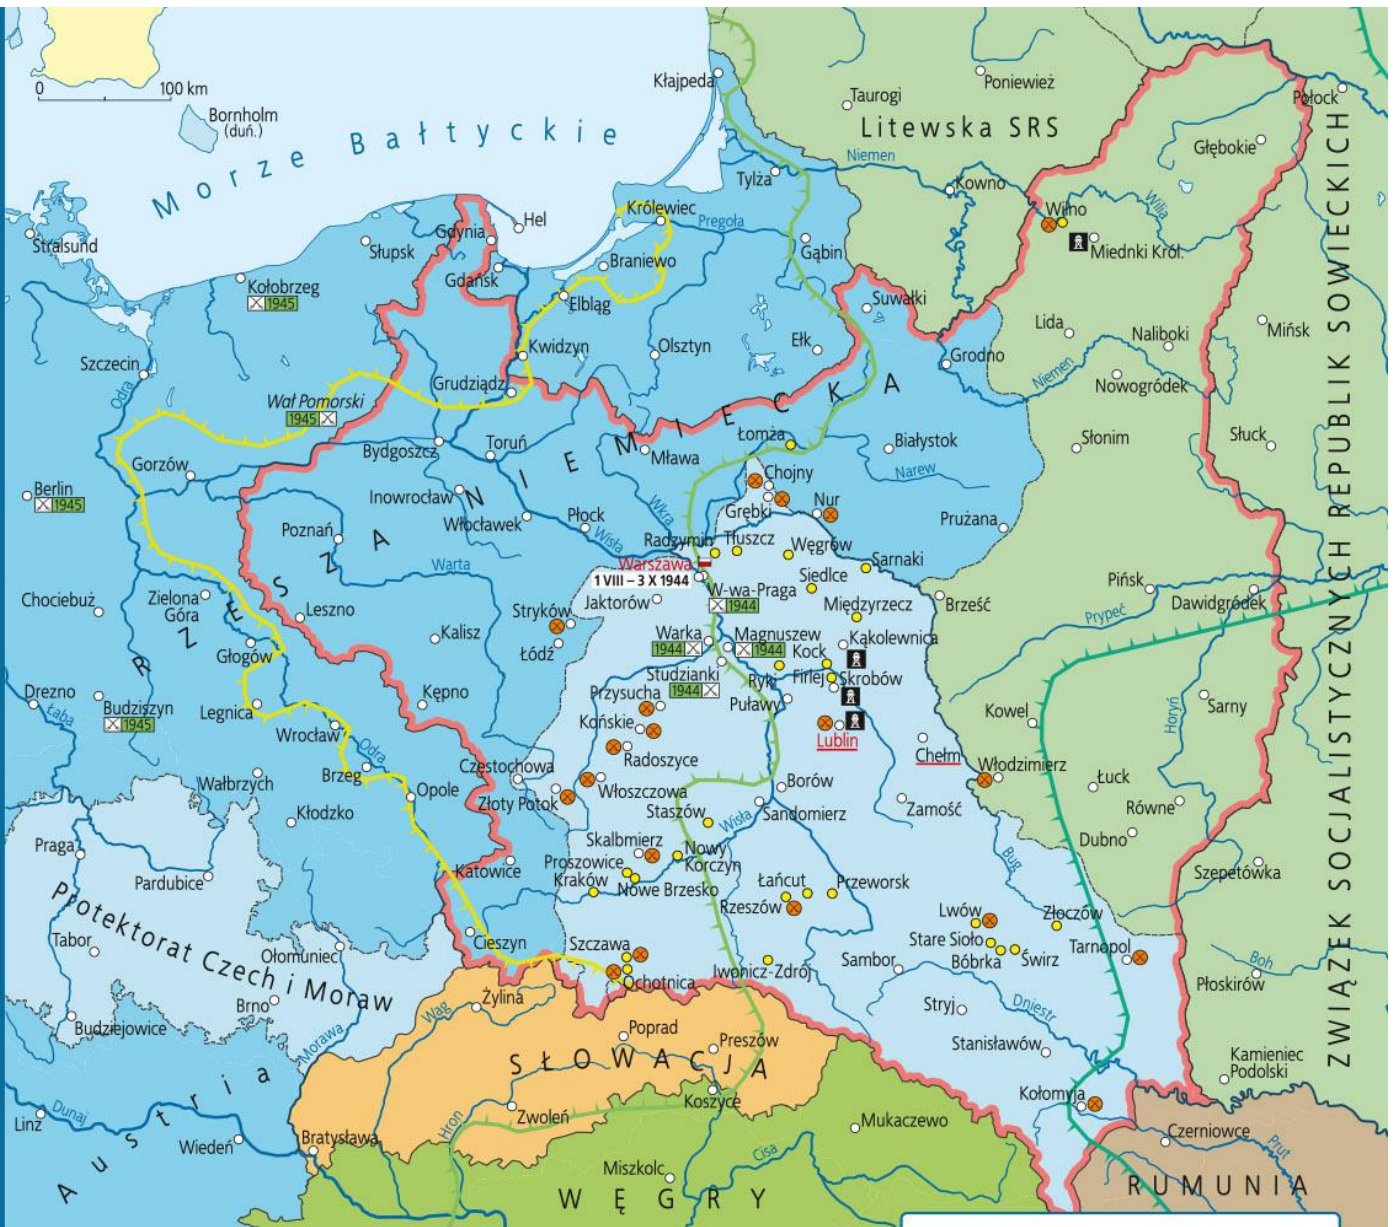 0 100 km
Bornholm
(duń.)
Morze Bałtyckie
Kłajpeda
Taurogi
Poniewież
Litewska SRS
Połock
Głębokie
Niemen
Tylża
Kowno
Wilno
Wilia
Miednki Król.
Stralsund
Słupsk
Gdynia
Hel
Gdańsk
Królewiec
Pregoła
Braniewo
Gąbin
Kołobrzeg
1945
Elbląg
Suwałki
Lida
Naliboki
Mińsk
Szczecin
Odra
Kwidzyn
Olsztyn
Ełk
Grodno
Niemen
Nowogródek
Grudziądz
Wał Pomorski
1945
RZESZA NIEMIECKA
Bydgoszcz
Toruń
Mława
Łomża
Białystok
Narew
Słonim
Słuck
Gorzów
Berlin
1945
Inowrocław
Włocławek
Płock
Wisła
Wkra
Chojny
Grębki
Nur
Prużana
Poznań
Warta
Radzymin
Tłuszcz
Węgrów
Sarnaki
Warszawa
1 VIII – 3 X 1944
W-wa-Praga
1944
Siedlce
Międzyrzecz
Brześć
Pińsk
Prypeć
Dawidgródek
Chociebuż
Zielona
Góra
Leszno
Kalisz
Stryków
Łódź
Jaktorów
Warka
1944
Magnuszew
1944
Kąkolewnica
Kock
Firlej
Skrobów
Ryki
Studzianki
1944
Puławy
Głogów
Drezno
Łaba
Budziszyn
1945
Legnica
Kępno
Przysucha
Końskie
Radoszyce
Lublin
Chełm
Kowel
Horyń
Sarny
Wrocław
Odra
Brzeg
Opole
Wałbrzych
Kłodzko
Częstochowa
Złoty Potok
Włoszczowa
Staszów
Borów
Sandomierz
Wisła
Zamość
Włodzimierz
Łuck
Równe
Dubno
Bug
Praga
Pardubice
Protektorat Czech i Moraw
Tabor
Ołomuniec
Brno
Budziejowice
Morawa
Katowice
Cieszyn
Skalbmierz
Proszowice
Kraków
Nowy
Korczyn
Nowe Brzesko
Łańcut
Przeworsk
Rzeszów
Lwów
Złoczów
Stare Sioło
Bóbrka
Świrz
Tarnopol
Szepetówka
Boh
Płoskirów
Szczawa
Ochotnica
Iwonicz-Zdrój
Sambor
Stryj
Dniestr
Stanisławów
Kamieniec
Podolski
Kołomyja
Żylina
Wag
Poprad
Preszów
SŁOWACJA
Koszyce
Zwoleń
Hron
Austria
Linz
Dunaj
Wiedeń
Bratysława
Miszkolc
WĘGRY
Cisa
Mukaczewo
Czerniowce
Prut
RUMUNIA
ZWIĄZEK SOCJALISTYCZNYCH REPUBLIK SOWIECKICH